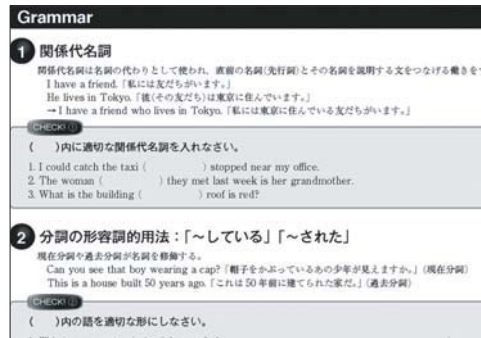 Grammar
1 関係代名詞
関係代名詞は名詞の代わりとして使われ、直前の名詞(先行詞)とその名詞を説明する文をつなげる働きを
I have a friend.「私には友だちがいます。」
He lives in Tokyo.「彼(その友だち)は東京に住んでいます。」
→I have a friend who lives in Tokyo.「私には東京に住んでいる友だちがいます。」
CHECK! ①
( )内に適切な関係代名詞を入れなさい。
1. I could catch the taxi ( ) stopped near my office.
2. The woman ( ) they met last week is her grandmother.
3. What is the building ( ) roof is red?
2 分詞の形容詞的用法：「～している」「～された」
現在分詞や過去分詞が名詞を修飾する。
Can you see that boy wearing a cap?「帽子をかぶっているあの少年が見えますか。」(現在分詞)
This is a house built 50 years ago.「これは50年前に建てられた家だ。」(過去分詞)
CHECK! ②
( )内の語を適切な形にしなさい。